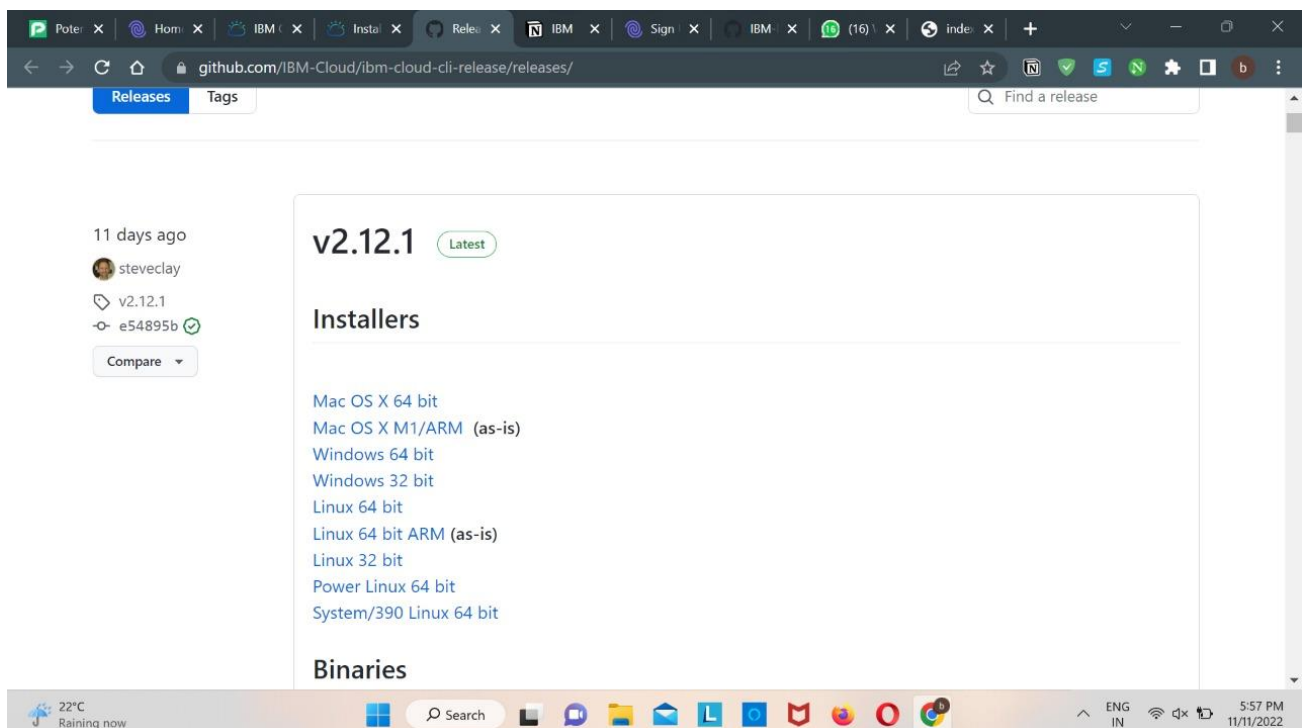 Poter
Hom
IBM
Instal
Relea
IBM
Sign
IBM-
(16)
index
github.com/IBM-Cloud/ibm-cloud-cli-release/releases/
Releases
Tags
Find a release
11 days ago
steveclay
v2.12.1
e54895b
Compare
v2.12.1
Latest
Installers
Mac OS X 64 bit
Mac OS X M1/ARM (as-is)
Windows 64 bit
Windows 32 bit
Linux 64 bit
Linux 64 bit ARM (as-is)
Linux 32 bit
Power Linux 64 bit
System/390 Linux 64 bit
Binaries
22°C
Raining now
Search
ENG
IN
5:57 PM
11/11/2022